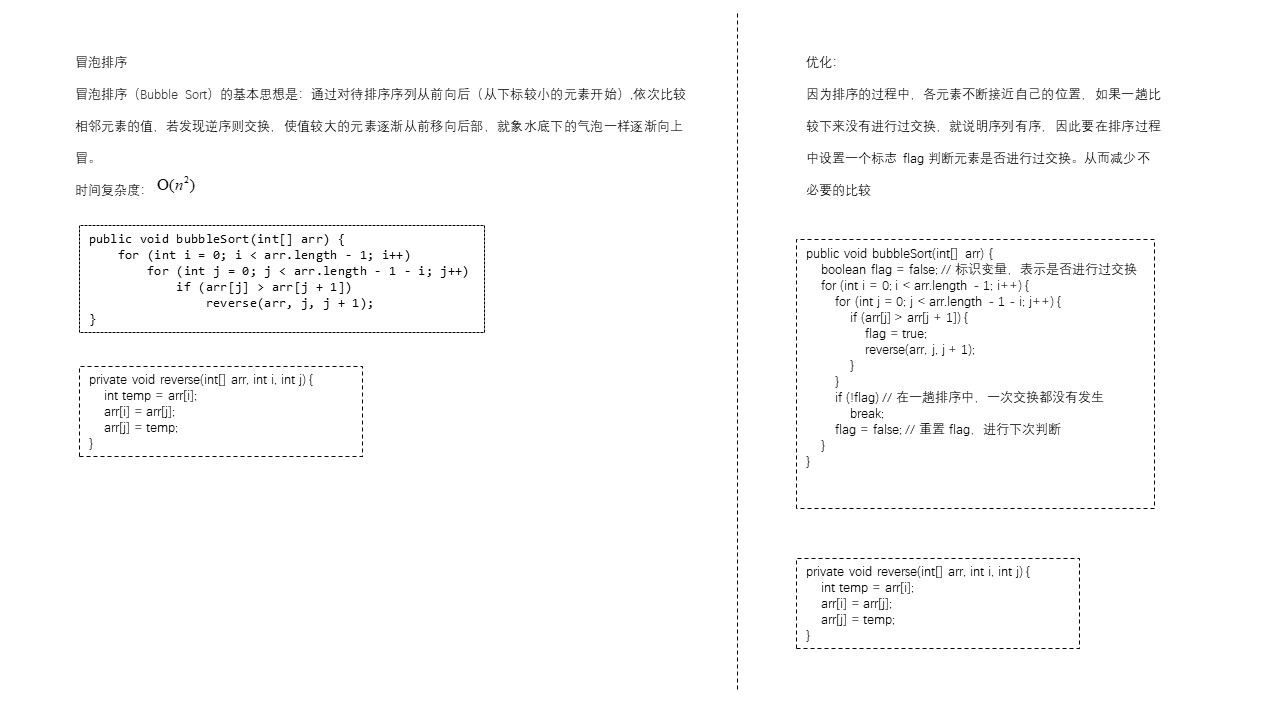 冒泡排序
冒泡排序（Bubble Sort）的基本思想是：通过对待排序序列从前向后（从下标较小的元素开始）,依次比较
相邻元素的值，若发现逆序则交换，使值较大的元素逐渐从前移向后部，就象水底下的气泡一样逐渐向上
冒。
时间复杂度： O(n²)
public void bubbleSort(int[] arr) {
    for (int i = 0; i < arr.length - 1; i++)
        for (int j = 0; j < arr.length - 1 - i; j++)
            if (arr[j] > arr[j + 1])
                reverse(arr, j, j + 1);
}
private void reverse(int[] arr, int i, int j) {
    int temp = arr[i];
    arr[i] = arr[j];
    arr[j] = temp;
}
优化：
因为排序的过程中，各元素不断接近自己的位置，如果一趟比
较下来没有进行过交换，就说明序列有序，因此要在排序过程
中设置一个标志 flag 判断元素是否进行过交换。从而减少不
必要的比较
public void bubbleSort(int[] arr) {
    boolean flag = false; // 标识变量，表示是否进行过交换
    for (int i = 0; i < arr.length - 1; i++) {
        for (int j = 0; j < arr.length - 1 - i; j++) {
            if (arr[j] > arr[j + 1]) {
                flag = true;
                reverse(arr, j, j + 1);
            }
        }
        if (!flag) // 在一趟排序中，一次交换都没有发生
            break;
        flag = false; // 重置 flag，进行下次判断
    }
}
private void reverse(int[] arr, int i, int j) {
    int temp = arr[i];
    arr[i] = arr[j];
    arr[j] = temp;
}